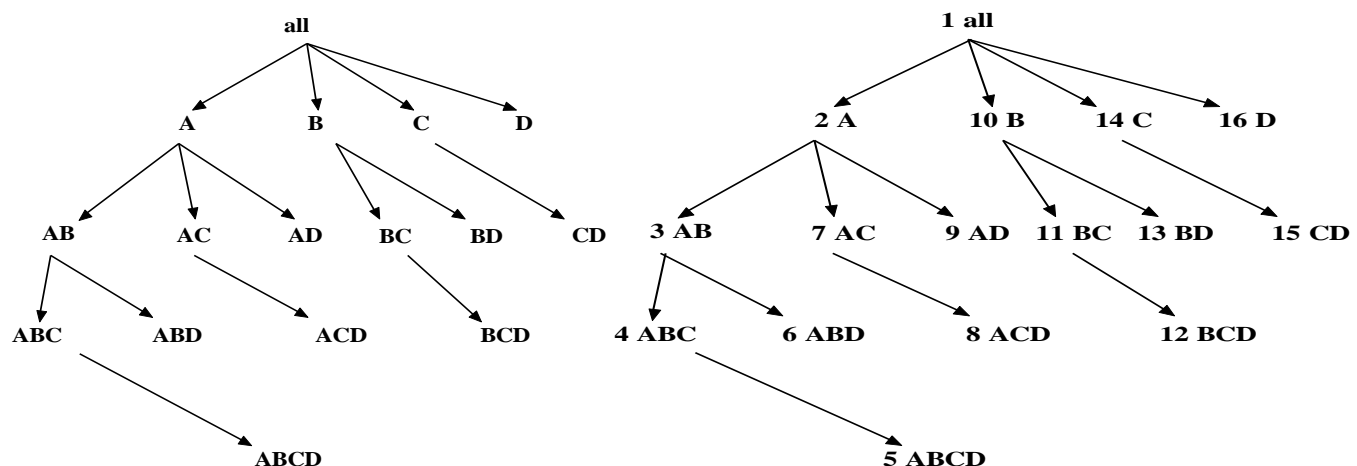 all
A B C D
AB AC AD BC BD CD
ABC ABD ACD BCD
ABCD
1 all
2 A 10 B 14 C 16 D
3 AB 7 AC 9 AD 11 BC 13 BD 15 CD
4 ABC 6 ABD 8 ACD 12 BCD
5 ABCD